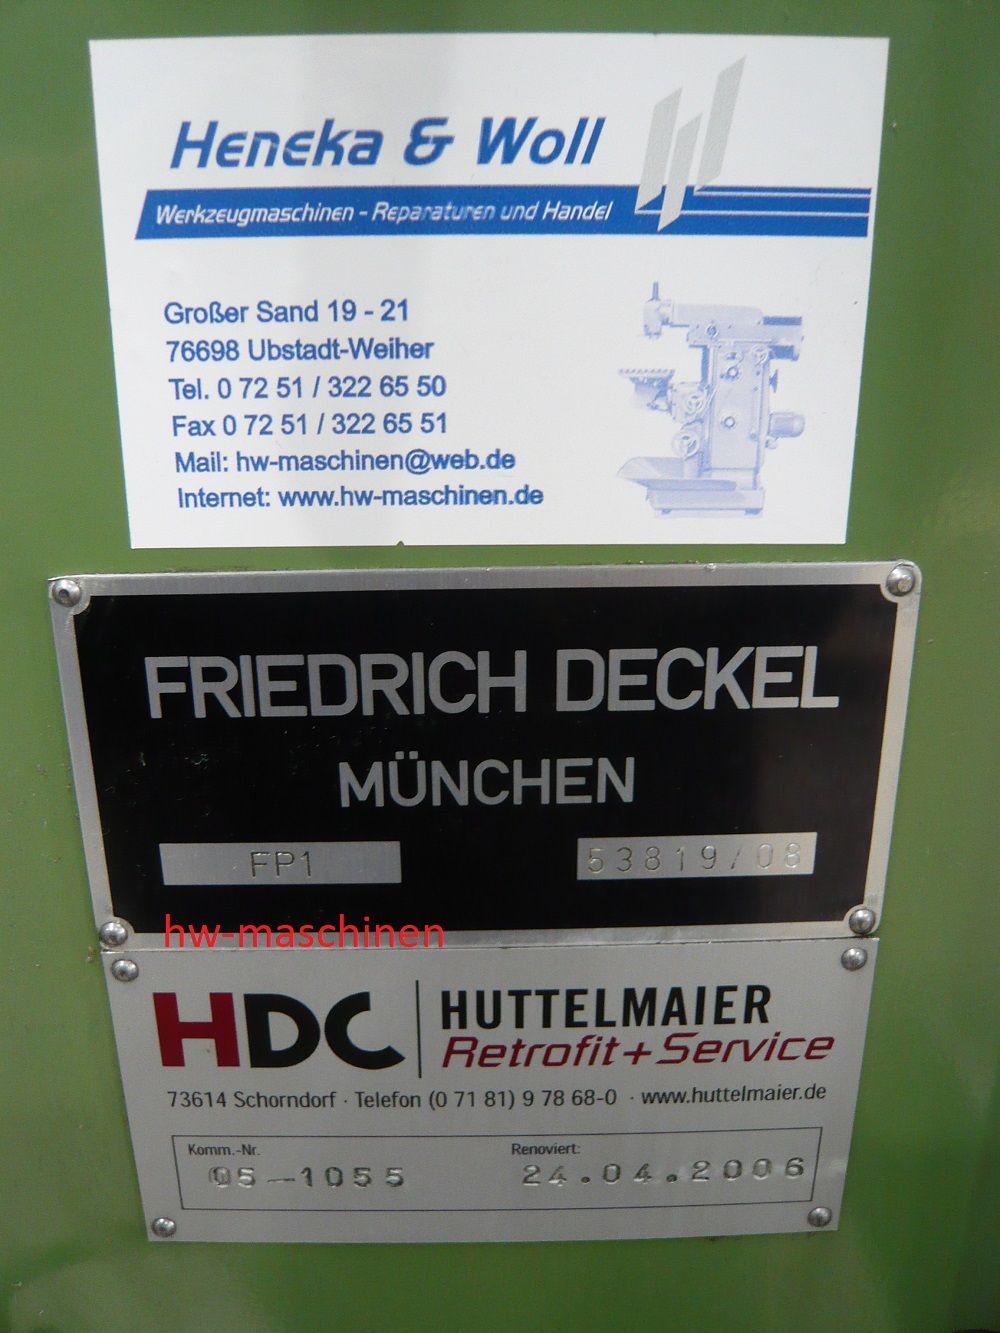 Heneka & Woll
Werkzeugmaschinen - Reparaturen und Handel
Großer Sand 19 - 21
76698 Ubstadt-Weiher
Tel. 0 72 51 / 322 65 50
Fax 0 72 51 / 322 65 51
Mail: hw-maschinen@web.de
Internet: www.hw-maschinen.de
FRIEDRICH DECKEL
MÜNCHEN
FP1 53819/08
hw-maschinen
HDC HUTTELMAIER
Retrofit+Service
73614 Schorndorf · Telefon (0 71 81) 9 78 68-0 · www.huttelmaier.de
Komm.-Nr. Renoviert:
05-1055 24.04.2006